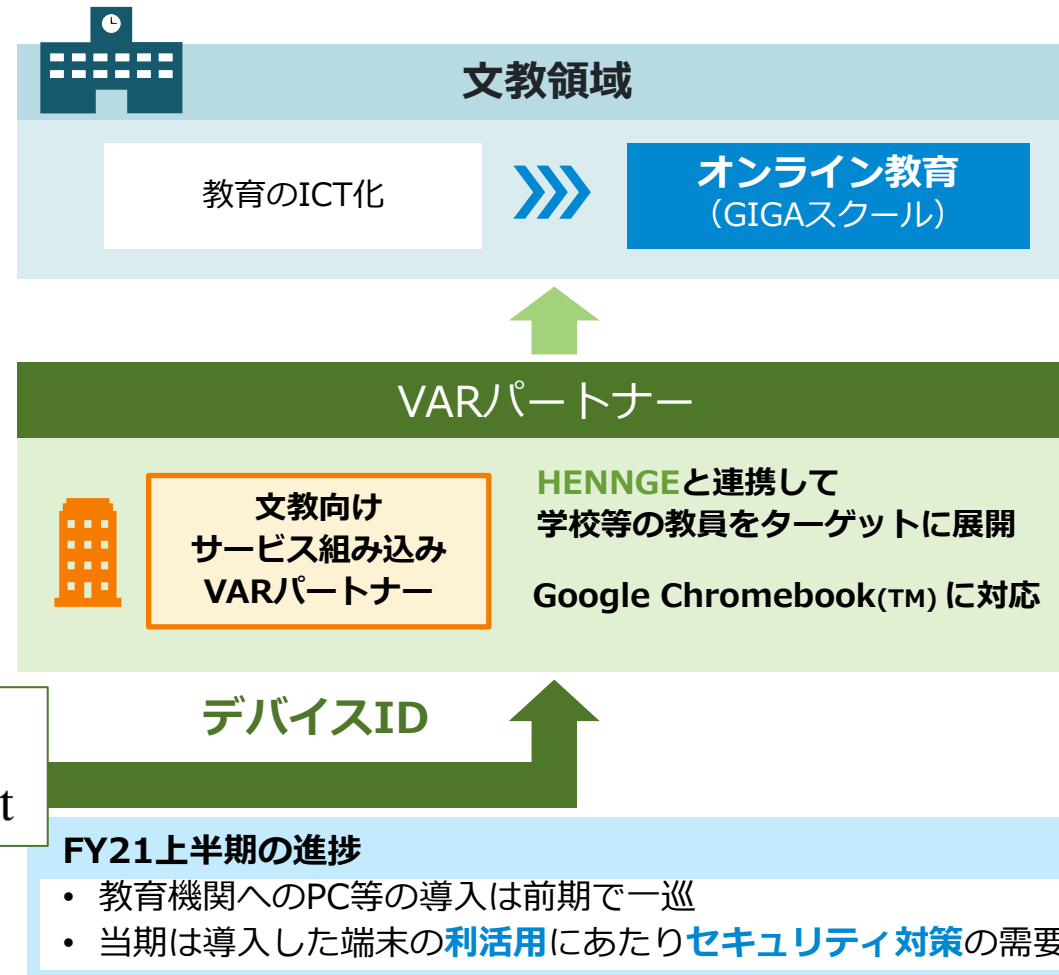 文教領域
教育のICT化
オンライン教育
（GIGAスクール）
VARパートナー
文教向け
サービス組み込み
VARパートナー
HENNGEと連携して
学校等の教員をターゲットに展開
Google Chromebook(TM) に対応
デバイスID
t
FY21上半期の進捗
• 教育機関へのPC等の導入は前期で一巡
• 当期は導入した端末の利活用にあたりセキュリティ対策の需要